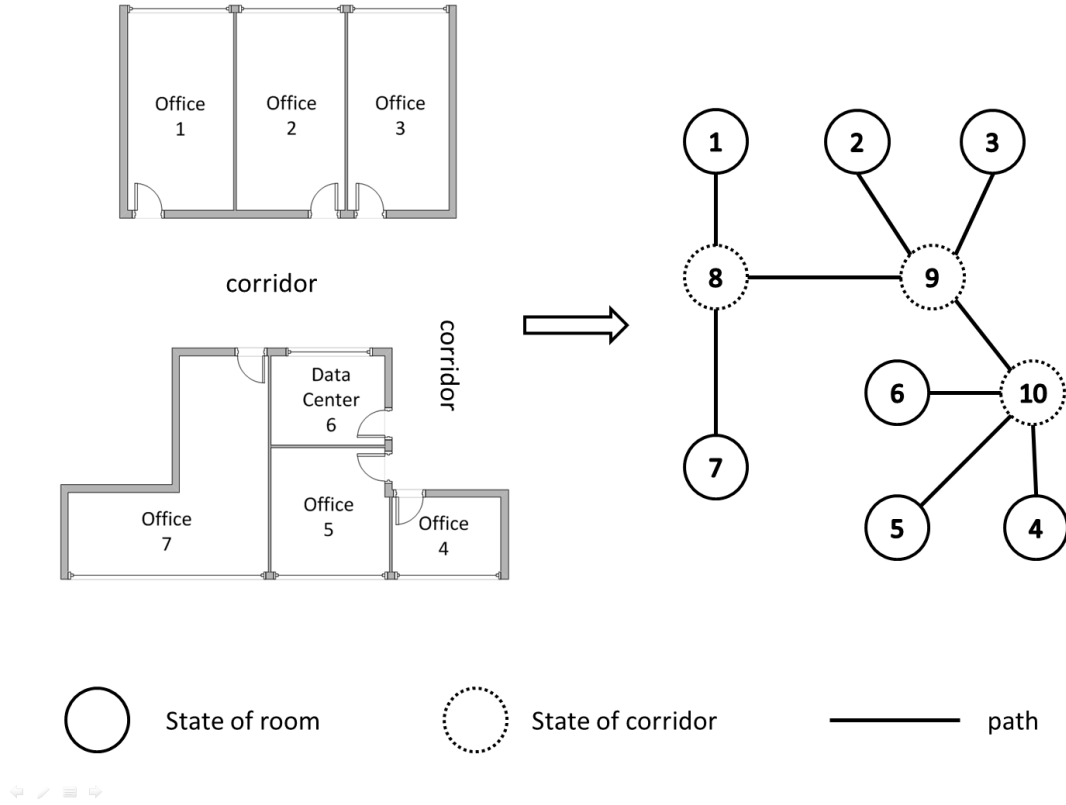 Office
1
Office
2
Office
3
corridor
corridor
Data
Center
6
Office
7
Office
5
Office
4
1
2
3
8
9
6
10
7
5
4
State of room
State of corridor
path